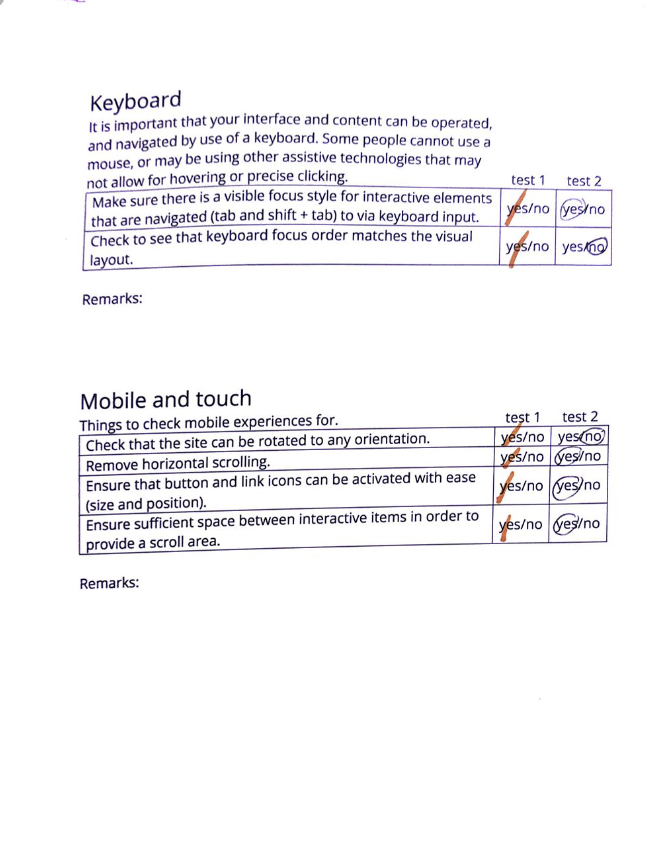 Keyboard
It is important that your interface and content can be operated,
and navigated by use of a keyboard. Some people cannot use a
mouse, or may be using other assistive technologies that may
not allow for hovering or precise clicking.
test 1 test 2
Make sure there is a visible focus style for interactive elements
that are navigated (tab and shift + tab) to via keyboard input.
yes/no yes/no
Check to see that keyboard focus order matches the visual
layout.
yes/no yes/no
Remarks:
Mobile and touch
Things to check mobile experiences for.
test 1 test 2
Check that the site can be rotated to any orientation. yes/no yes/no
Remove horizontal scrolling. yes/no yes/no
Ensure that button and link icons can be activated with ease
(size and position).
yes/no yes/no
Ensure sufficient space between interactive items in order to
provide a scroll area.
yes/no yes/no
Remarks: